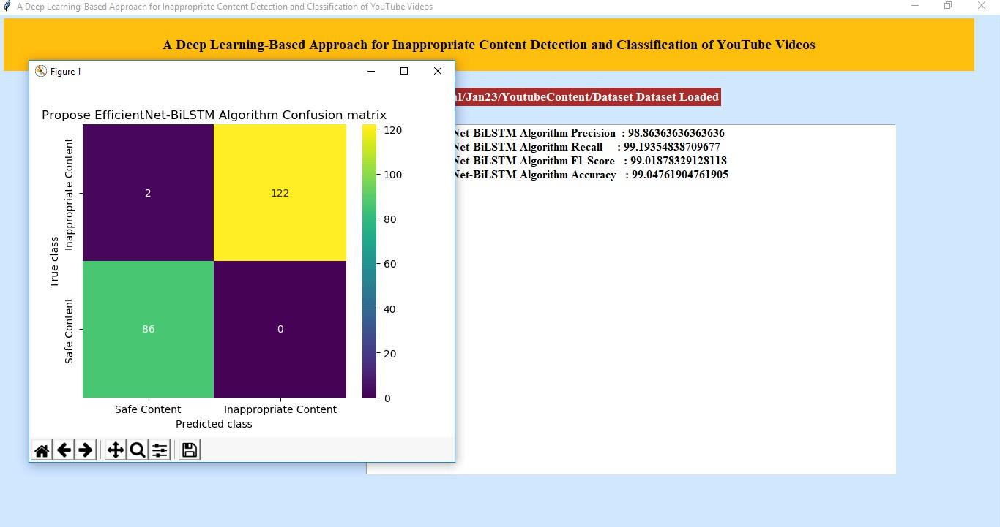 A Deep Learning-Based Approach for Inappropriate Content Detection and Classification of YouTube Videos
A Deep Learning-Based Approach for Inappropriate Content Detection and Classification of YouTube Videos
Figure 1
/Jan23/YoutubeContent/Dataset Dataset Loaded
Net-BiLSTM Algorithm Precision : 98.86363636363636
Net-BiLSTM Algorithm Recall : 99.19354838709677
Net-BiLSTM Algorithm F1-Score : 99.01878329128118
Net-BiLSTM Algorithm Accuracy : 99.04761904761905
Propose EfficientNet-BiLSTM Algorithm Confusion matrix
True class
Inappropriate Content
Safe Content
2 122
86 0
120
100
80
60
40
20
0
Safe Content Inappropriate Content
Predicted class